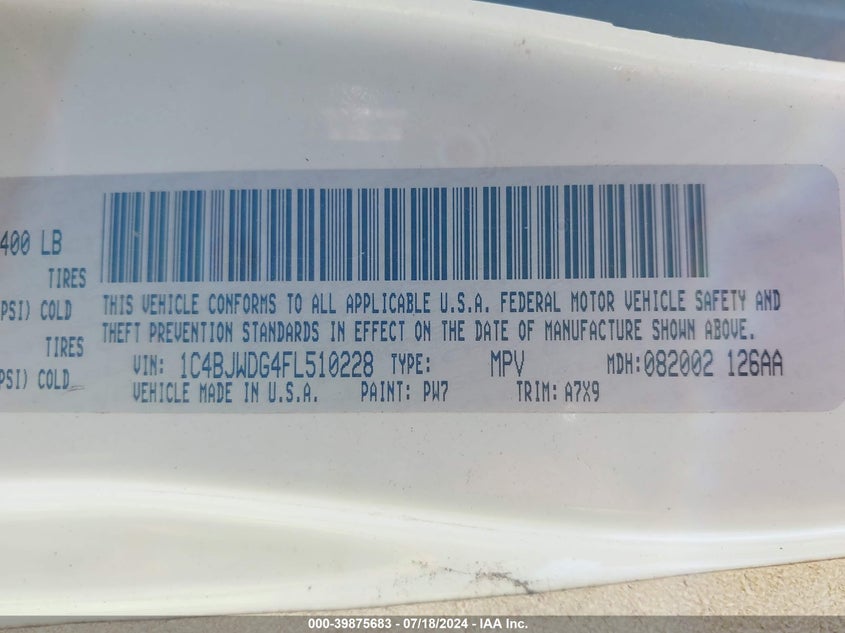 400 LB
TIRES
PSI) COLD
TIRES
PSI) COLD
THIS VEHICLE CONFORMS TO ALL APPLICABLE U.S.A. FEDERAL MOTOR VEHICLE SAFETY AND
THEFT PREVENTION STANDARDS IN EFFECT ON THE DATE OF MANUFACTURE SHOWN ABOVE.
VIN: 1C4BJWDG4FL510228 TYPE: MPV MDH:082002 126AA
VEHICLE MADE IN U.S.A. PAINT: PW7 TRIM: A7X9
000-39875683 - 07/18/2024 - IAA Inc.